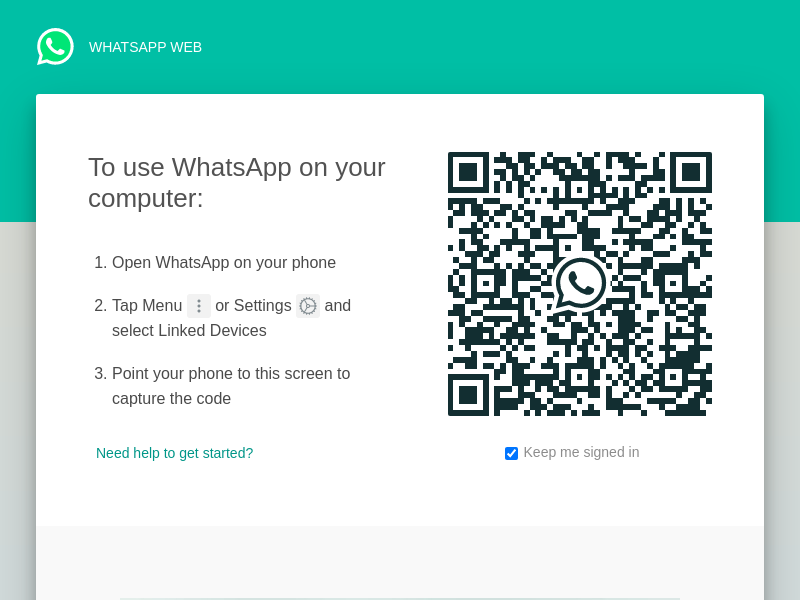 WHATSAPP WEB
To use WhatsApp on your
computer:
1. Open WhatsApp on your phone
2. Tap Menu or Settings and
select Linked Devices
3. Point your phone to this screen to
capture the code
Need help to get started?
Keep me signed in